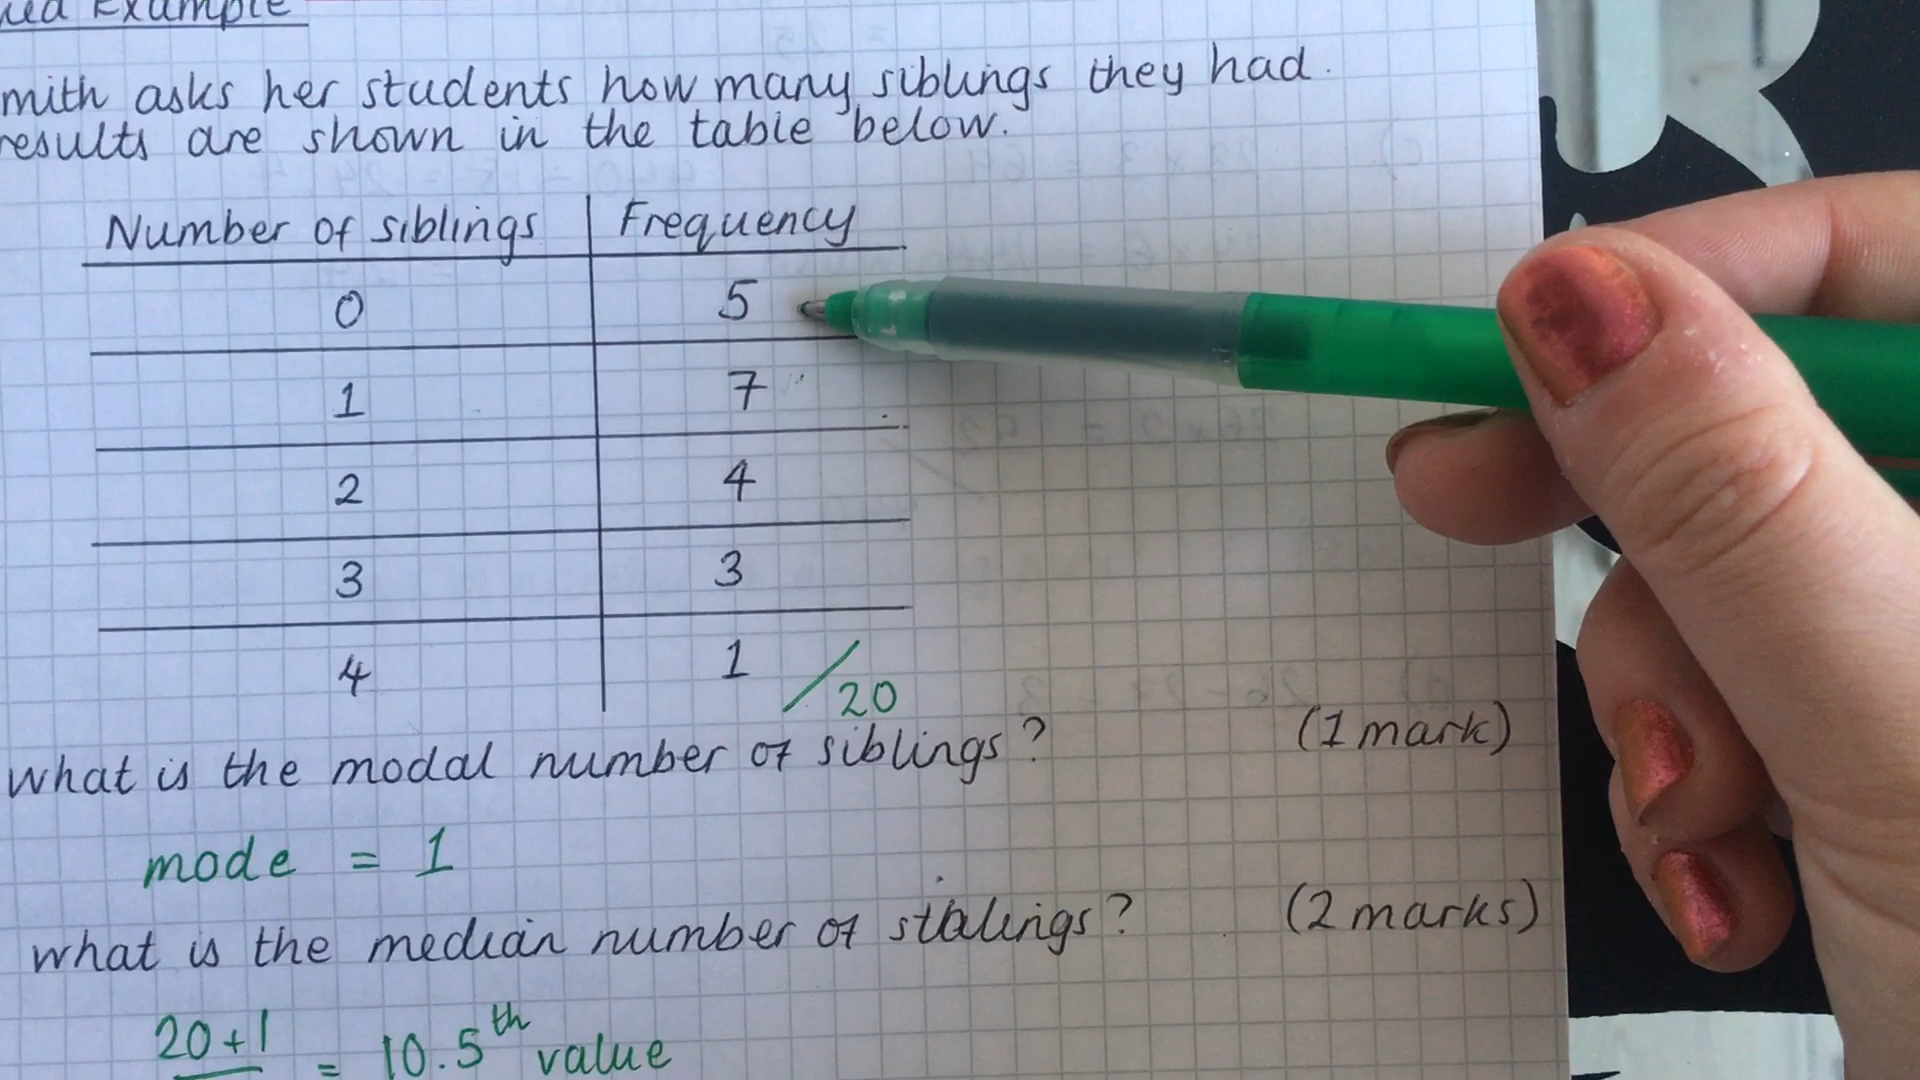 Example
mith asks her students how many siblings they had.
results are shown in the table below.
Number of siblings Frequency
0 5
1 7
2 4
3 3
4 1 /20
what is the modal number of siblings? (1 mark)
mode = 1
what is the median number of siblings? (2 marks)
20+1 = 10.5th value